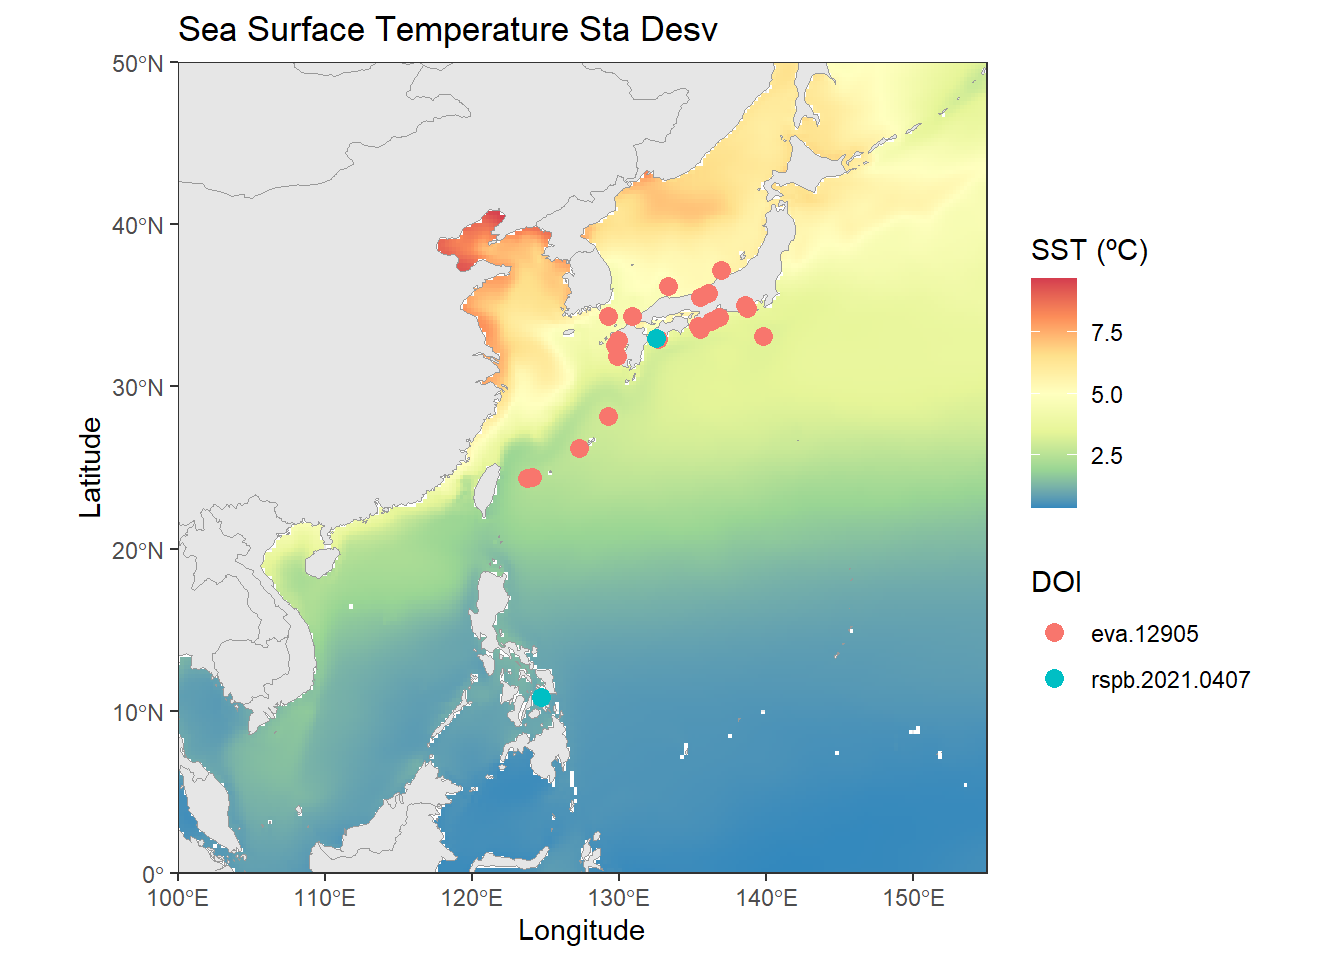 Sea Surface Temperature Sta Desv
50°N
40°N
30°N
20°N
10°N
0°
Latitude
100°E 110°E 120°E 130°E 140°E 150°E
Longitude
SST (ºC)
7.5
5.0
2.5
DOI
eva.12905
rspb.2021.0407